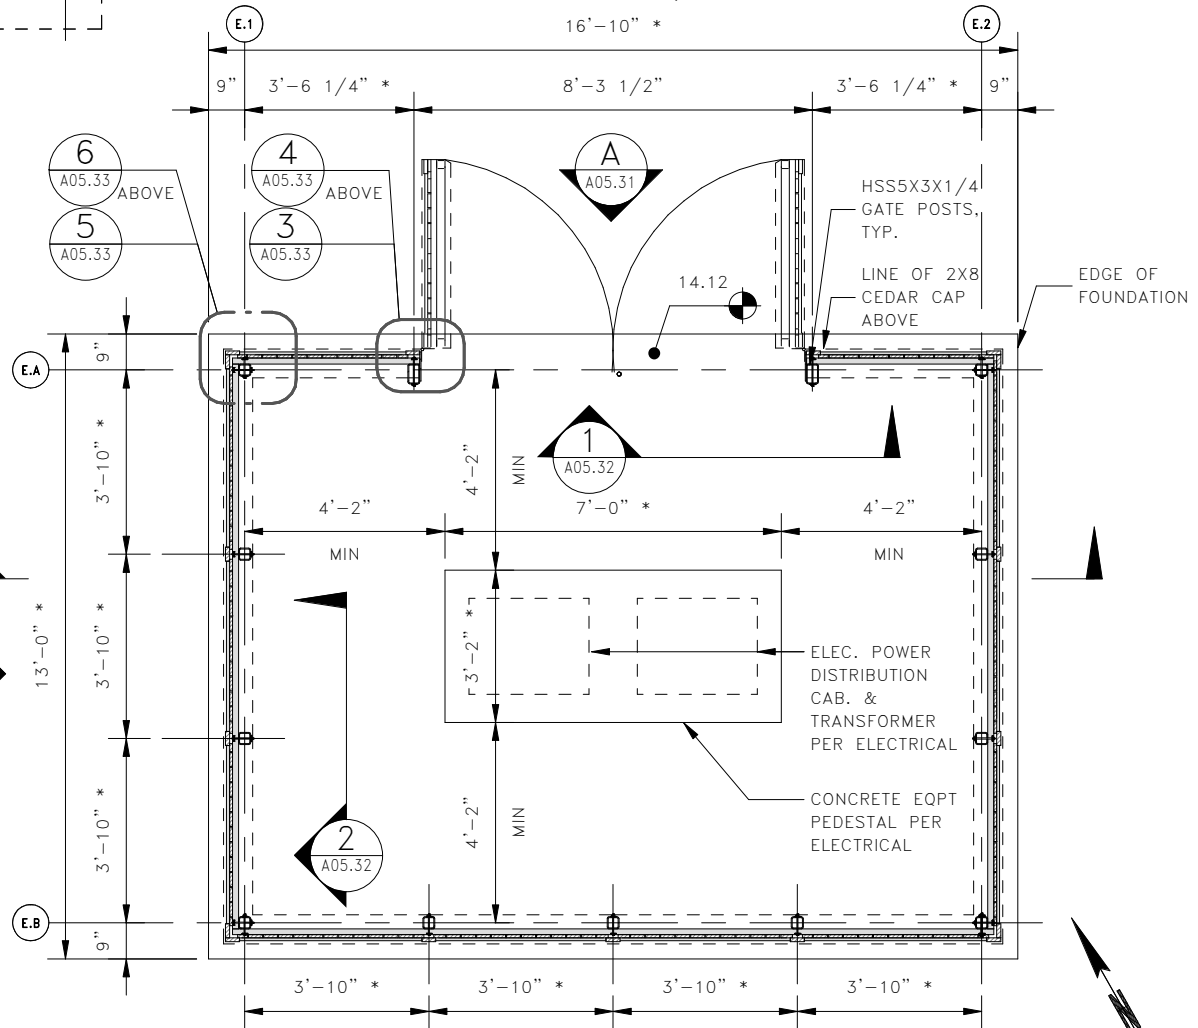 E.1
16'-10" *
E.2
9"
3'-6 1/4" *
8'-3 1/2"
3'-6 1/4" *
9"
6
A05.33
ABOVE
4
A05.33
ABOVE
A
A05.31
HSS5X3X1/4
GATE POSTS,
TYP.
5
A05.33
3
A05.33
14.12
LINE OF 2X8
CEDAR CAP
ABOVE
EDGE OF
FOUNDATION
9"
E.A
3'-10" *
4'-2"
MIN
1
A05.32
4'-2"
MIN
7'-0" *
4'-2"
MIN
13'-0" *
3'-10" *
3'-2" *
ELEC. POWER
DISTRIBUTION
CAB. &
TRANSFORMER
PER ELECTRICAL
3'-10" *
4'-2"
MIN
CONCRETE EQPT
PEDESTAL PER
ELECTRICAL
2
A05.32
E.B
9"
3'-10" *
3'-10" *
3'-10" *
3'-10" *
N